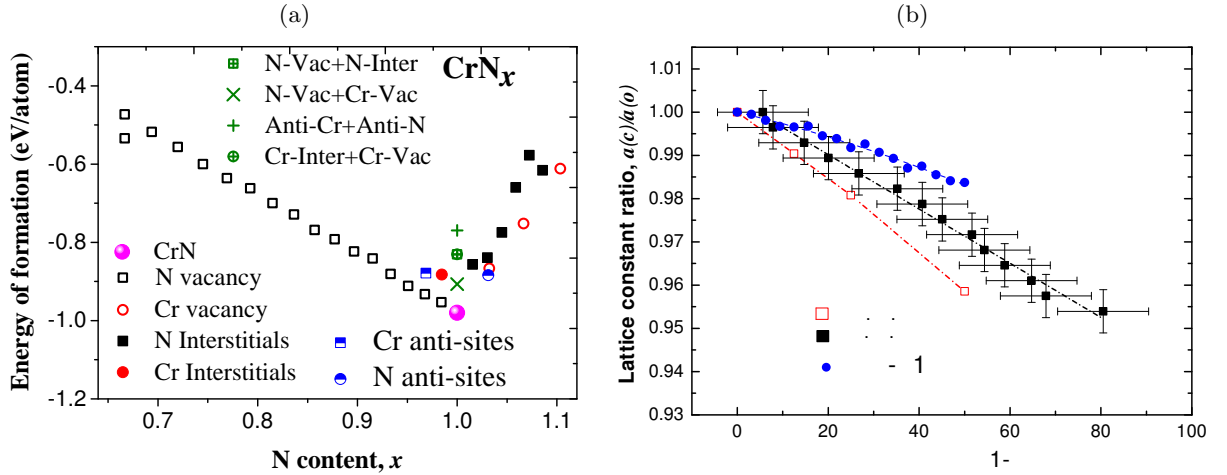 (a)
(b)
Energy of formation (eV/atom)
-0.4
-0.6
-0.8
-1.0
-1.2
CrNx
N-Vac+N-Inter
N-Vac+Cr-Vac
Anti-Cr+Anti-N
Cr-Inter+Cr-Vac
CrN
N vacancy
Cr vacancy
N Interstitials
Cr Interstitials
Cr anti-sites
N anti-sites
0.7 0.8 0.9 1.0 1.1
N content, x
Lattice constant ratio, a(c)/a(o)
1.01
1.00
0.99
0.98
0.97
0.96
0.95
0.94
0.93
- 1
0 20 40 60 80 100
1-